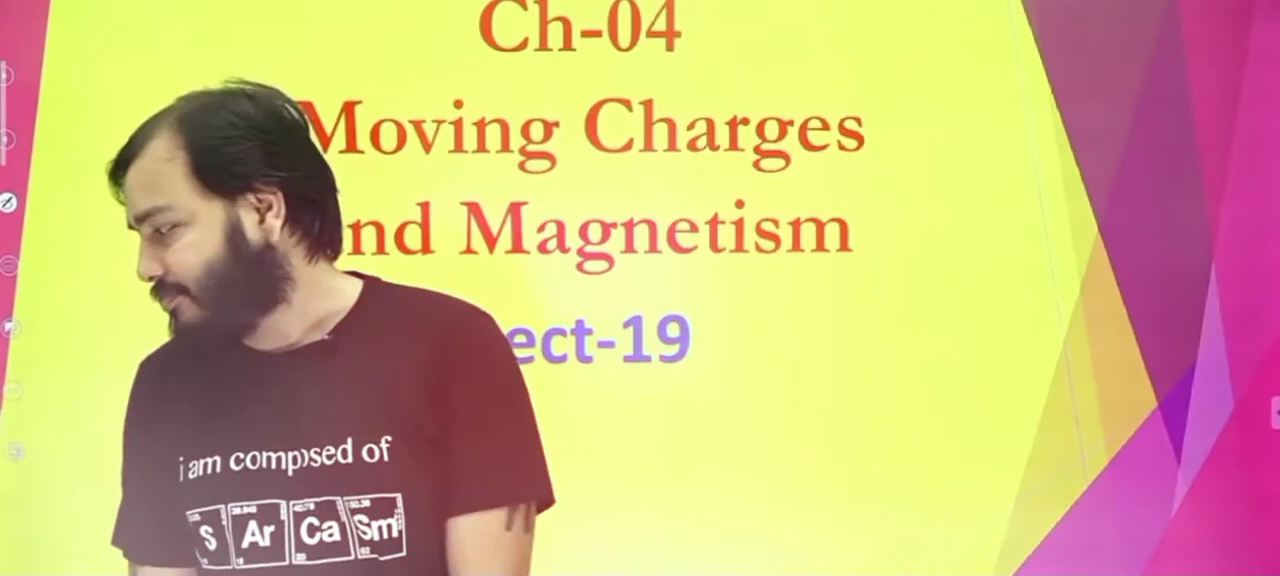 Ch-04
Moving Charges
nd Magnetism
ect-19
i am composed of
S Ar Ca Sm